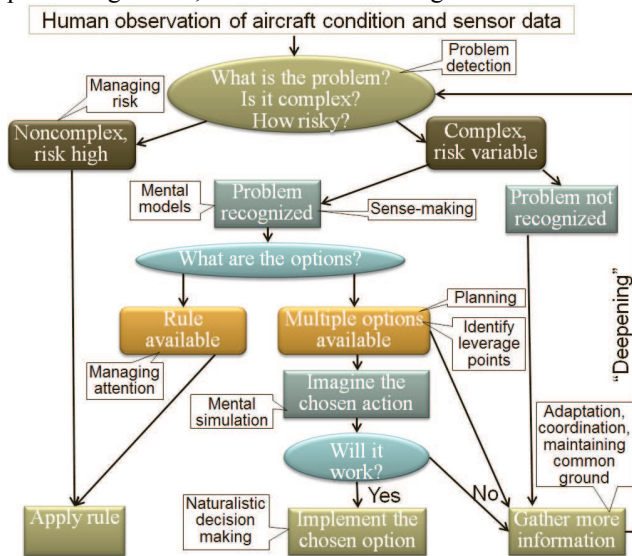 Human observation of aircraft condition and sensor data
Problem
detection
What is the problem?
Is it complex?
How risky?
Managing
risk
Noncomplex,
risk high
Complex,
risk variable
Mental
models
Problem
recognized
Sense-making
Problem not
recognized
What are the options?
"Deepening"
Planning
Rule
available
Multiple options
available
Identify
leverage
points
Managing
attention
Imagine the
chosen action
Mental
simulation
Adaptation,
coordination,
maintaining
common
ground
Will it
work?
Yes
No
Naturalistic
decision
making
Apply rule
Implement the
chosen option
Gather more
information